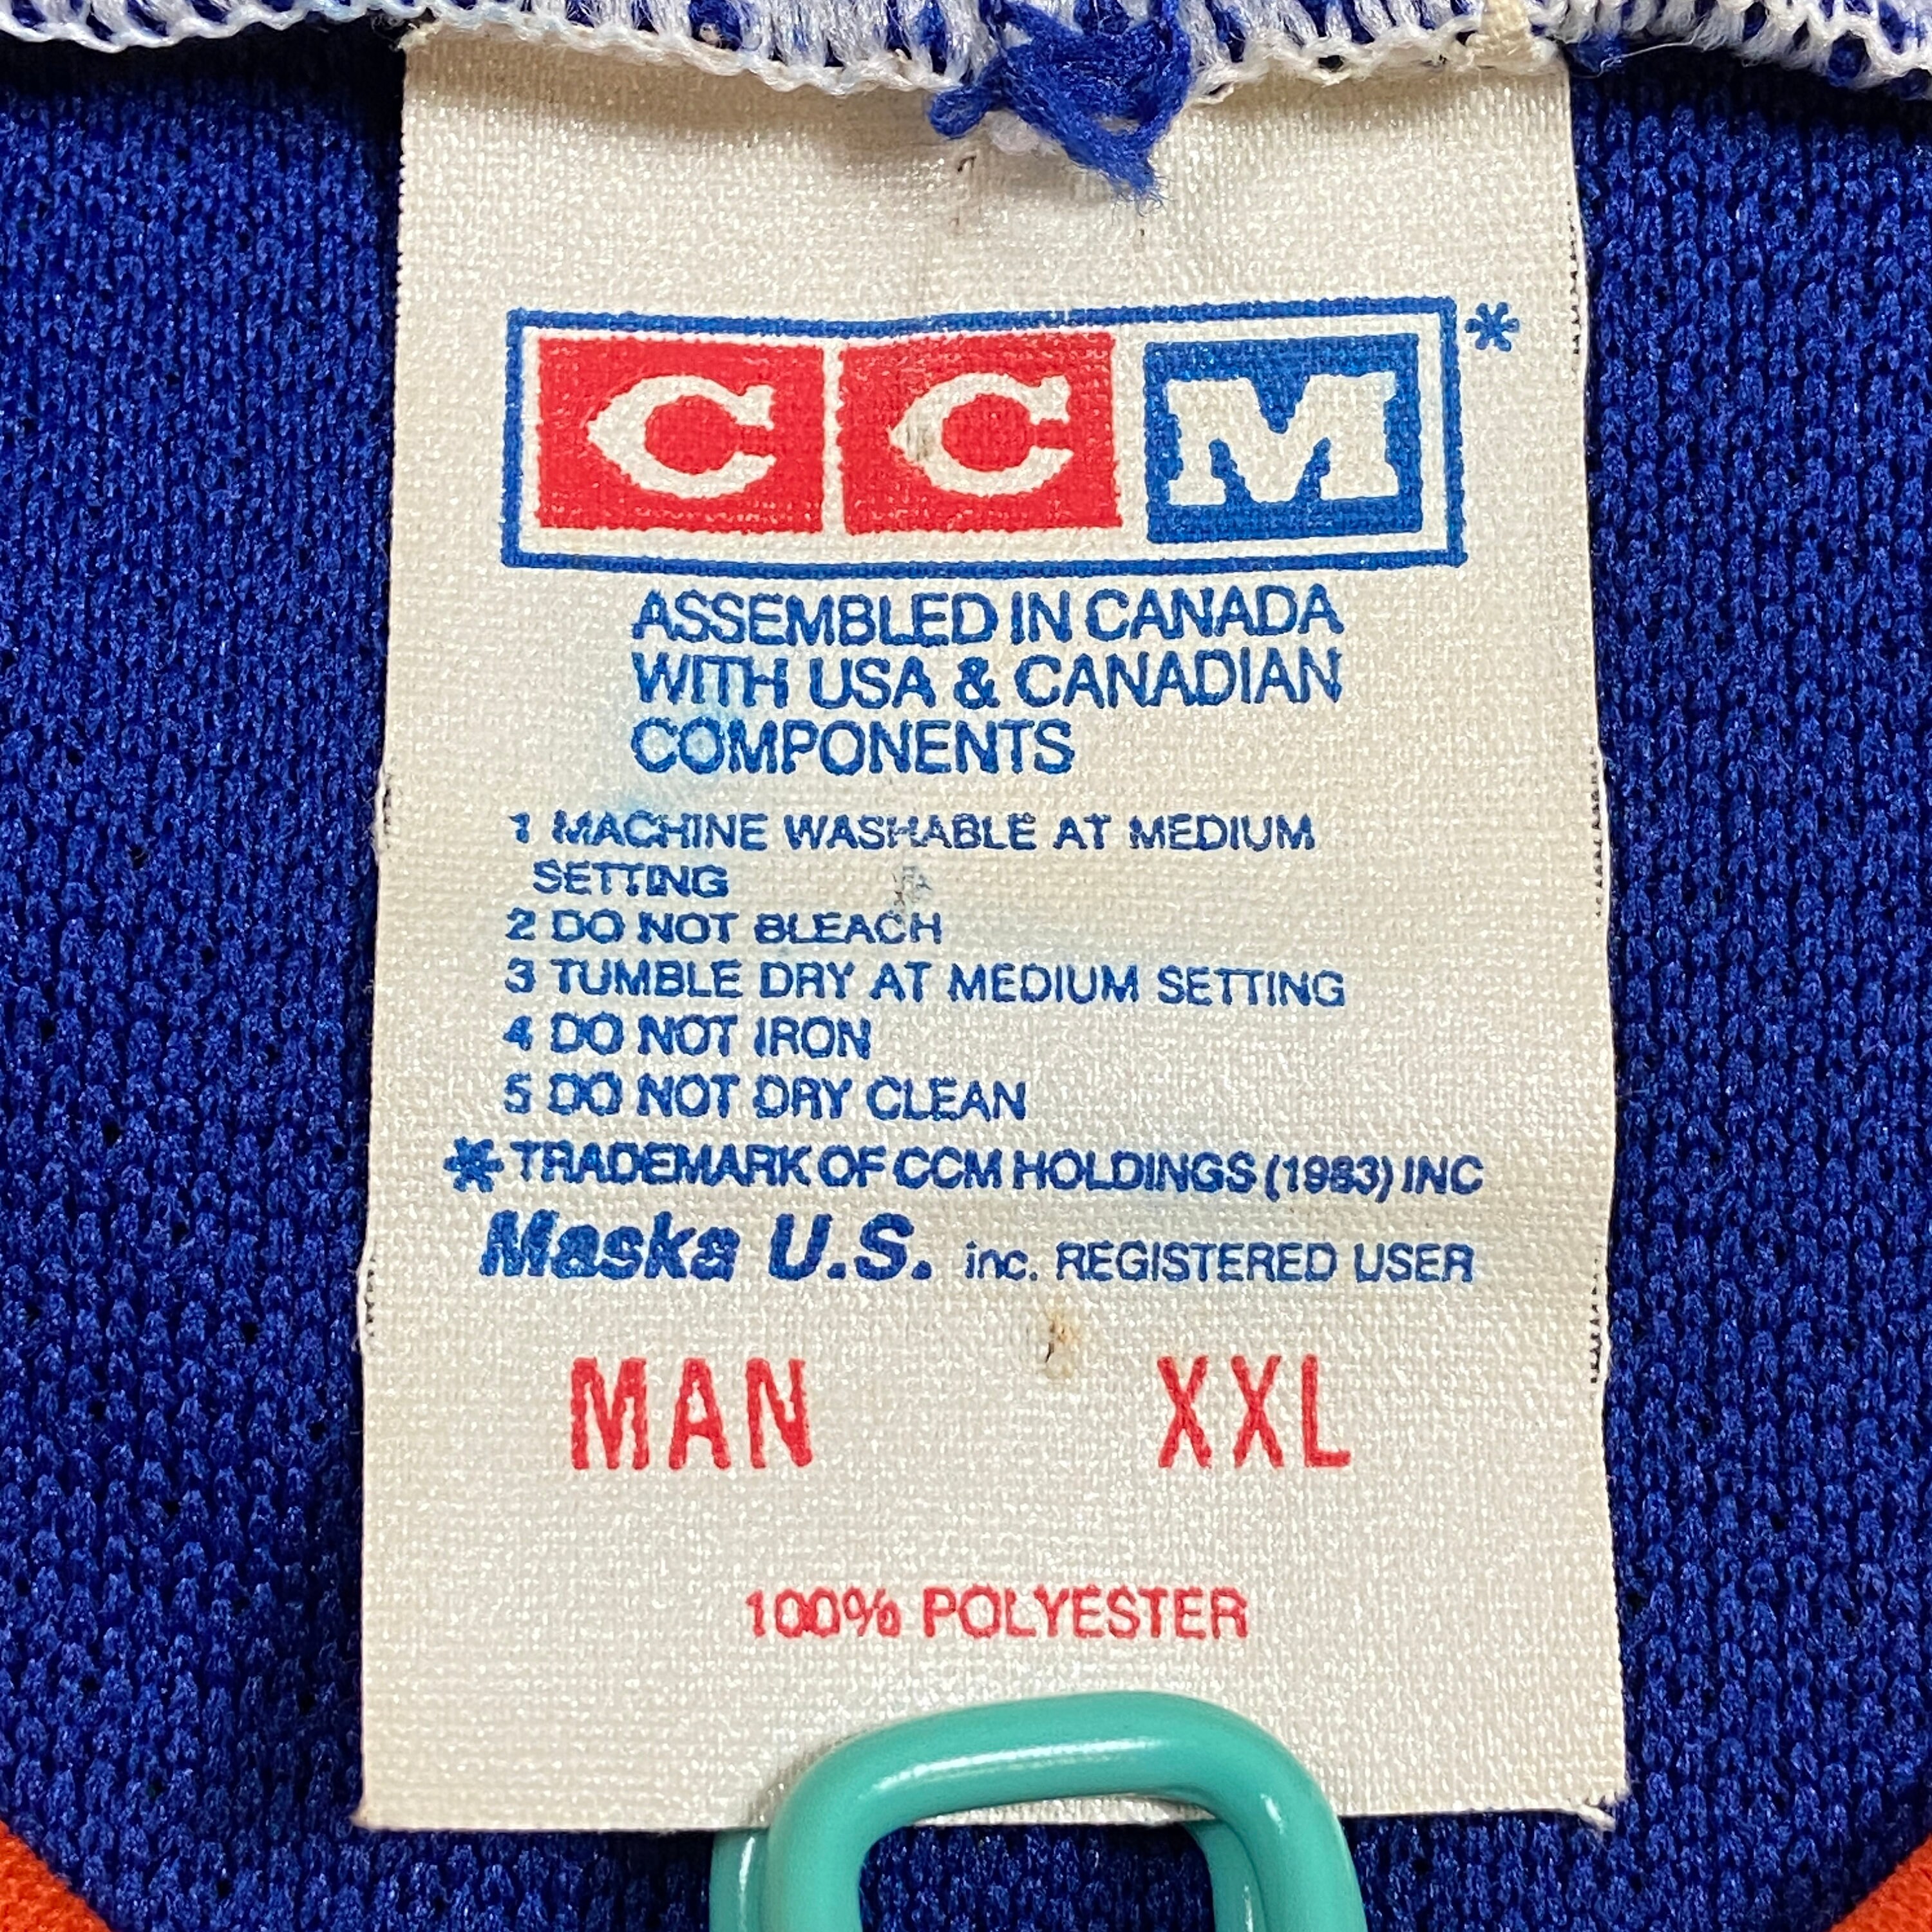 CCM*
ASSEMBLED IN CANADA
WITH USA & CANADIAN
COMPONENTS
1 MACHINE WASHABLE AT MEDIUM
SETTING
2 DO NOT BLEACH
3 TUMBLE DRY AT MEDIUM SETTING
4 DO NOT IRON
5 DO NOT DRY CLEAN
* TRADEMARK OF CCM HOLDINGS (1983) INC
Maska U.S. inc. REGISTERED USER
MAN XXL
100% POLYESTER